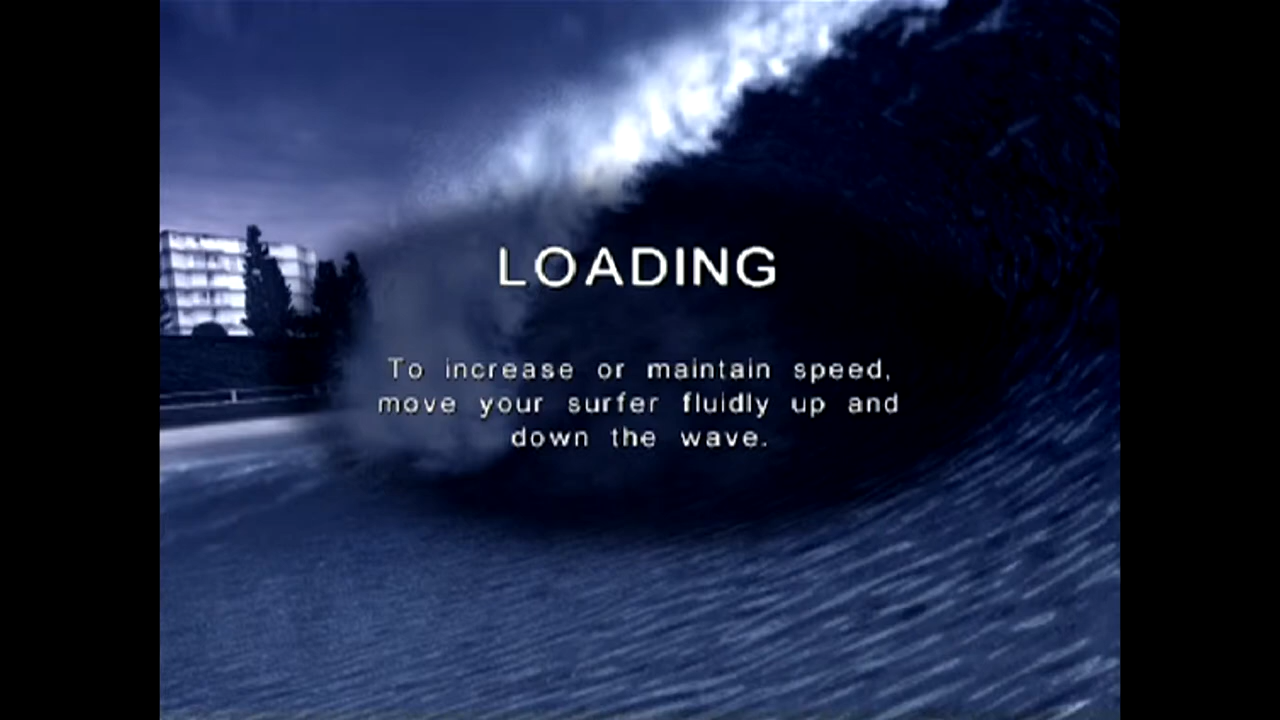 LOADING
To increase or maintain speed,
move your surfer fluidly up and
down the wave.